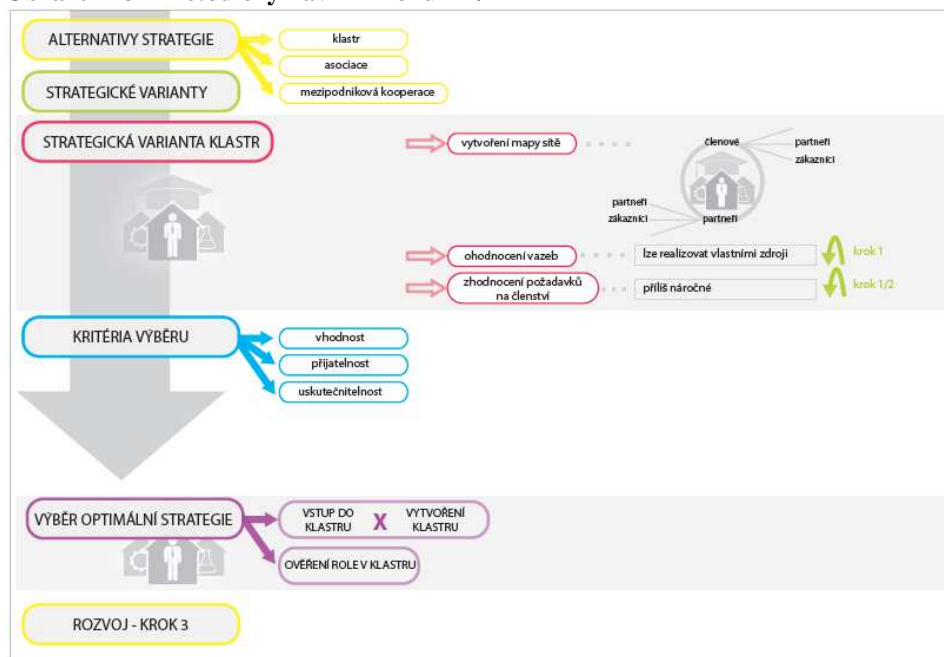 ALTERNATIVY STRATEGIE
klastr
asociace
mezipodniková kooperace
STRATEGICKÉ VARIANTY
STRATEGICKÁ VARIANTA KLASTR
vytvoření mapy sítě
členové
partneři
zákazníci
partneři
zákazníci
partneři
ohodnocení vazeb
lze realizovat vlastními zdroji
krok 1
zhodnocení požadavků
na členství
příliš náročné
krok 1/2
KRITÉRIA VÝBĚRU
vhodnost
přijatelnost
uskutečnitelnost
VÝBĚR OPTIMÁLNÍ STRATEGIE
VSTUP DO
KLASTRU
X
VYTVOŘENÍ
KLASTRU
OVĚŘENÍ ROLE V KLASTRU
ROZVOJ - KROK 3